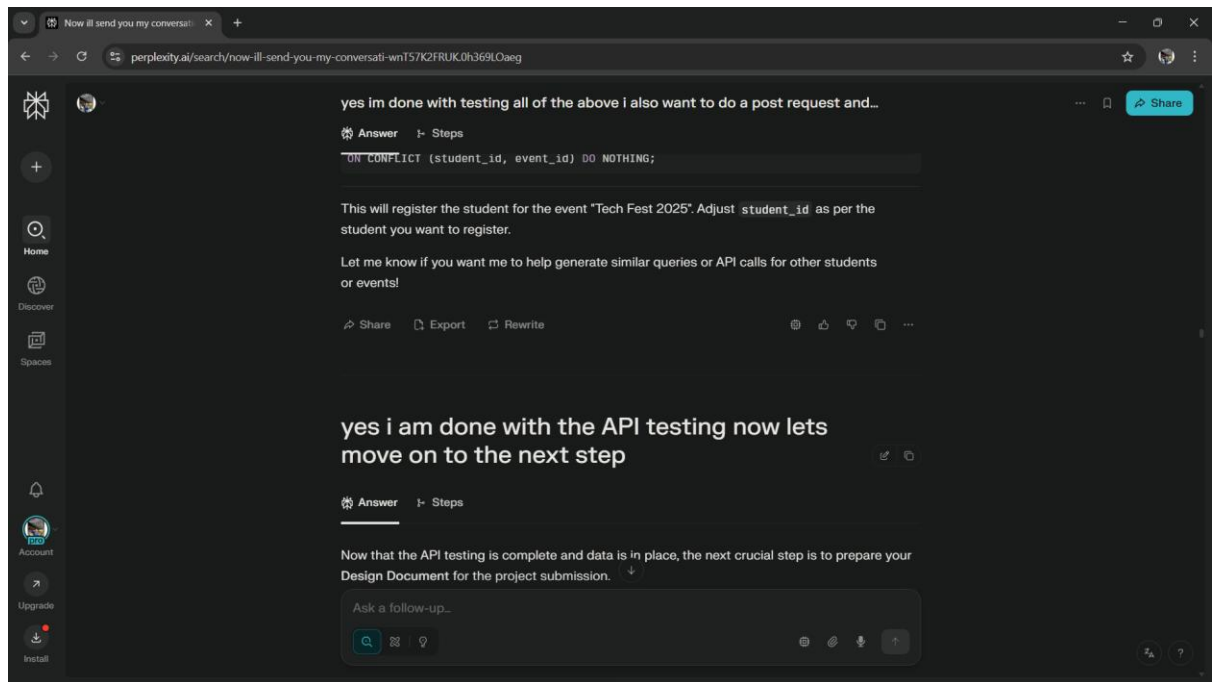 Now ill send you my conversati
perplexity.ai/search/now-ill-send-you-my-conversati-wnT57K2FRUK.0h369LOaeg
yes im done with testing all of the above i also want to do a post request and...
Share
Answer
Steps
ON CONFLICT (student_id, event_id) DO NOTHING;
This will register the student for the event "Tech Fest 2025". Adjust student_id as per the
student you want to register.
Let me know if you want me to help generate similar queries or API calls for other students
or events!
Share
Export
Rewrite
yes i am done with the API testing now lets
move on to the next step
Answer
Steps
Now that the API testing is complete and data is in place, the next crucial step is to prepare your
Design Document for the project submission.
Ask a follow-up...
Home
Discover
Spaces
pro
Account
Upgrade
Install